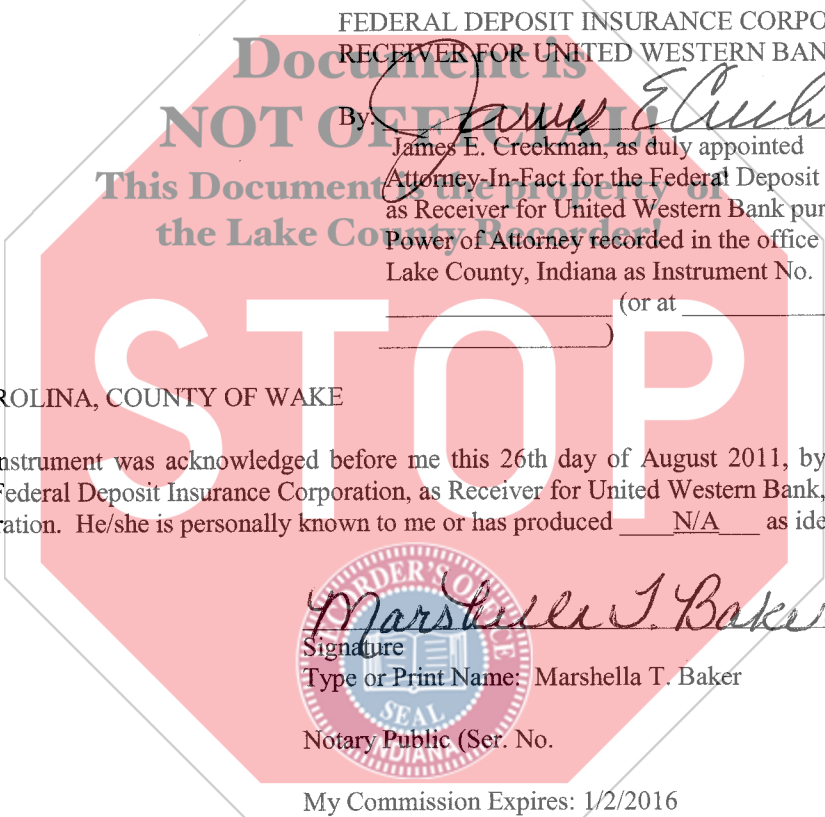 FEDERAL DEPOSIT INSURANCE CORPO
RECEIVER FOR UNITED WESTERN BAN
Document is
NOT OFFICIAL!
This Document is the property of
the Lake County Recorder!
By: James E Creek
James E. Creekman, as duly appointed
Attorney-In-Fact for the Federal Deposit
as Receiver for United Western Bank pur
Power of Attorney recorded in the office
Lake County, Indiana as Instrument No.
(or at
)
STOP
ROLINA, COUNTY OF WAKE
nstrument was acknowledged before me this 26th day of August 2011, by
Federal Deposit Insurance Corporation, as Receiver for United Western Bank,
ration. He/she is personally known to me or has produced ____N/A___ as ide
Marshella T. Baker
Signature
Type or Print Name: Marshella T. Baker
RECORDER'S OFFICE
SEAL
INDIANA
Notary Public (Ser. No.
My Commission Expires: 1/2/2016